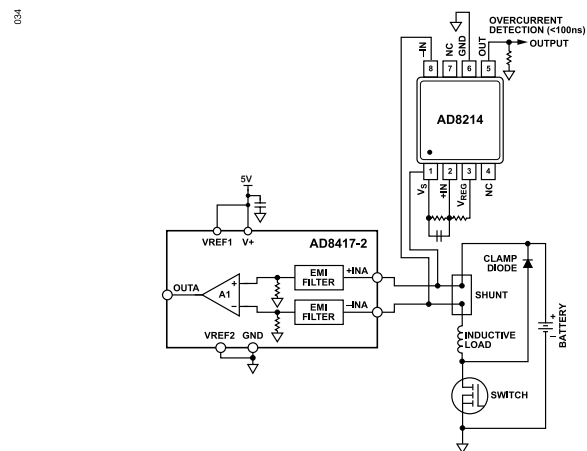 034
OVERCURRENT
DETECTION (<100ns)
OUTPUT
–IN
NC
GND
OUT
8
7
6
5
AD8214
1
2
3
4
VS
+IN
VREG
NC
5V
VREF1
V+
AD8417-2
CLAMP
DIODE
+INA
EMI
FILTER
SHUNT
OUTA
A1
+
–
–INA
EMI
FILTER
INDUCTIVE
LOAD
+
–
BATTERY
VREF2
GND
SWITCH